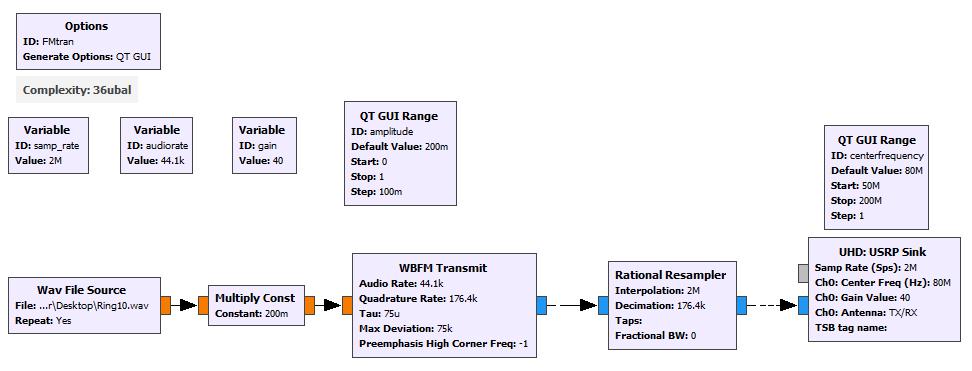 Options
ID: FMtran
Generate Options: QT GUI
Complexity: 36ubal
Variable
ID: samp_rate
Value: 2M
Variable
ID: audiorate
Value: 44.1k
Variable
ID: gain
Value: 40
QT GUI Range
ID: amplitude
Default Value: 200m
Start: 0
Stop: 1
Step: 100m
QT GUI Range
ID: centerfrequency
Default Value: 80M
Start: 50M
Stop: 200M
Step: 1
Wav File Source
File: ...r\Desktop\Ring10.wav
Repeat: Yes
Multiply Const
Constant: 200m
WBFM Transmit
Audio Rate: 44.1k
Quadrature Rate: 176.4k
Tau: 75u
Max Deviation: 75k
Preemphasis High Corner Freq: -1
Rational Resampler
Interpolation: 2M
Decination: 176.4k
Taps:
Fractional BW: 0
UHD: USRP Sink
Samp Rate (Sps): 2M
Ch0: Center Freq (Hz): 80M
Ch0: Gain Value: 40
Ch0: Antenna: TX/RX
TSB tag name: